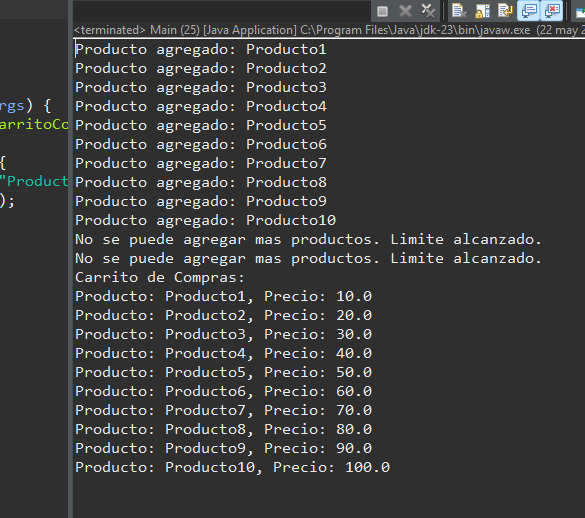 <terminated> Main (25) [Java Application] C:\Program Files\Java\jdk-23\bin\javaw.exe (22 may 2
Producto agregado: Producto1
Producto agregado: Producto2
Producto agregado: Producto3
rgs) {
Producto agregado: Producto4
arritoCo
Producto agregado: Producto5
Producto agregado: Producto6
{
Producto agregado: Producto7
"Product
Producto agregado: Producto8
);
Producto agregado: Producto9
Producto agregado: Producto10
No se puede agregar mas productos. Limite alcanzado.
No se puede agregar mas productos. Limite alcanzado.
Carrito de Compras:
Producto: Producto1, Precio: 10.0
Producto: Producto2, Precio: 20.0
Producto: Producto3, Precio: 30.0
Producto: Producto4, Precio: 40.0
Producto: Producto5, Precio: 50.0
Producto: Producto6, Precio: 60.0
Producto: Producto7, Precio: 70.0
Producto: Producto8, Precio: 80.0
Producto: Producto9, Precio: 90.0
Producto: Producto10, Precio: 100.0